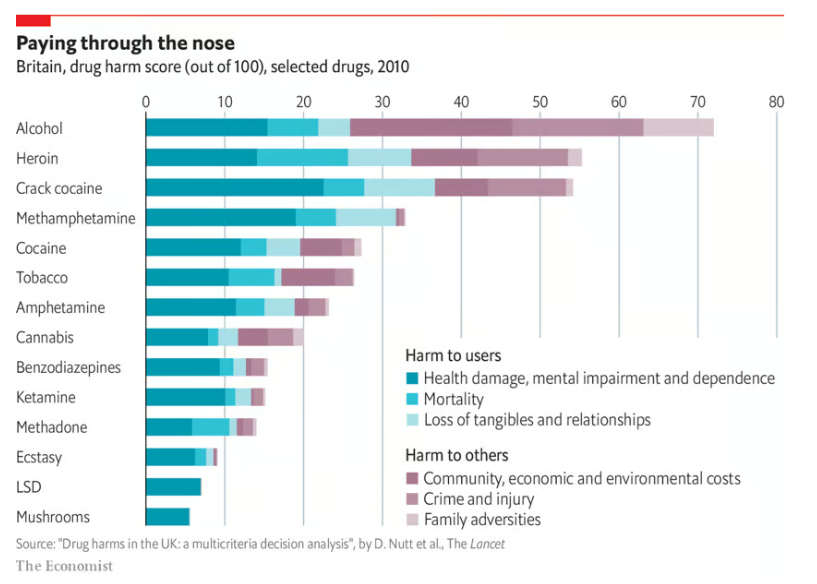 Paying through the nose
Britain, drug harm score (out of 100), selected drugs, 2010
0 10 20 30 40 50 60 70 80
Alcohol
Heroin
Crack cocaine
Methamphetamine
Cocaine
Tobacco
Amphetamine
Cannabis
Benzodiazepines
Ketamine
Methadone
Ecstasy
LSD
Mushrooms
Harm to users
Health damage, mental impairment and dependence
Mortality
Loss of tangibles and relationships
Harm to others
Community, economic and environmental costs
Crime and injury
Family adversities
Source: "Drug harms in the UK: a multicriteria decision analysis", by D. Nutt et al., The Lancet
The Economist